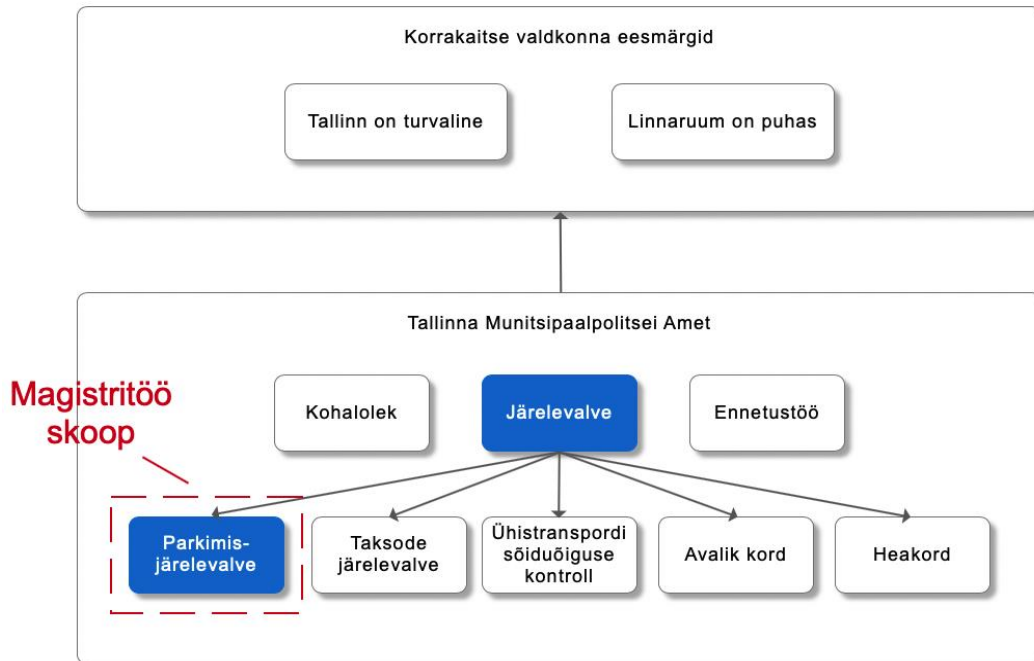 Korrakaitse valdkonna eesmärgid
Tallinn on turvaline
Linnaruum on puhas
Tallinna Munitsipaalpolitsei Amet
Magistritöö
skoop
Kohalolek
Järelevalve
Ennetustöö
Parkimis-
järelevalve
Taksode
järelevalve
Ühistranspordi
sõiduõiguse
kontroll
Avalik kord
Heakord